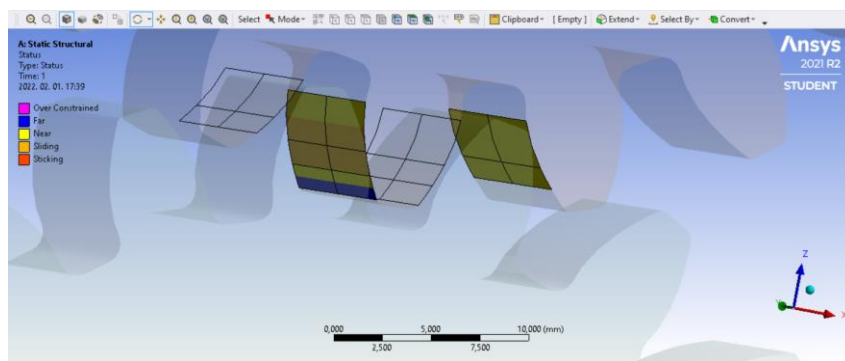 Select Mode Clipboard [ Empty ] Extend Select By Convert
A: Static Structural
Status
Type: Status
Time: 1
2022. 02. 01. 17:39
Over Constrained
Far
Near
Sliding
Sticking
Ansys
2021 R2
STUDENT
Z
X
0,000 5,000 10,000 (mm)
2,500 7,500